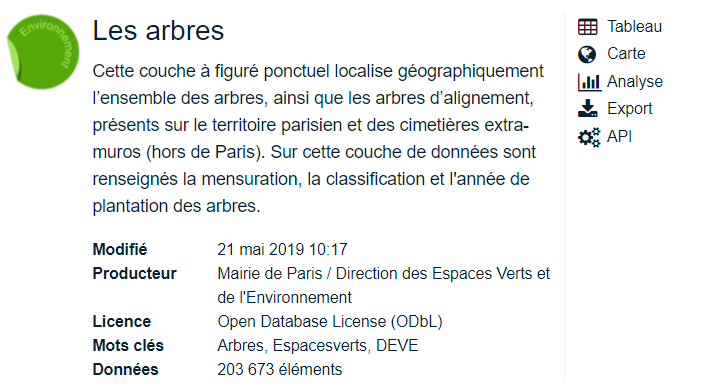 Environnement
Les arbres
Cette couche à figuré ponctuel localise géographiquement
l'ensemble des arbres, ainsi que les arbres d'alignement,
présents sur le territoire parisien et des cimetières extra-
muros (hors de Paris). Sur cette couche de données sont
renseignés la mensuration, la classification et l'année de
plantation des arbres.
Modifié 21 mai 2019 10:17
Producteur Mairie de Paris / Direction des Espaces Verts et
de l'Environnement
Licence Open Database License (ODbL)
Mots clés Arbres, Espacesverts, DEVE
Données 203 673 éléments
Tableau
Carte
Analyse
Export
API